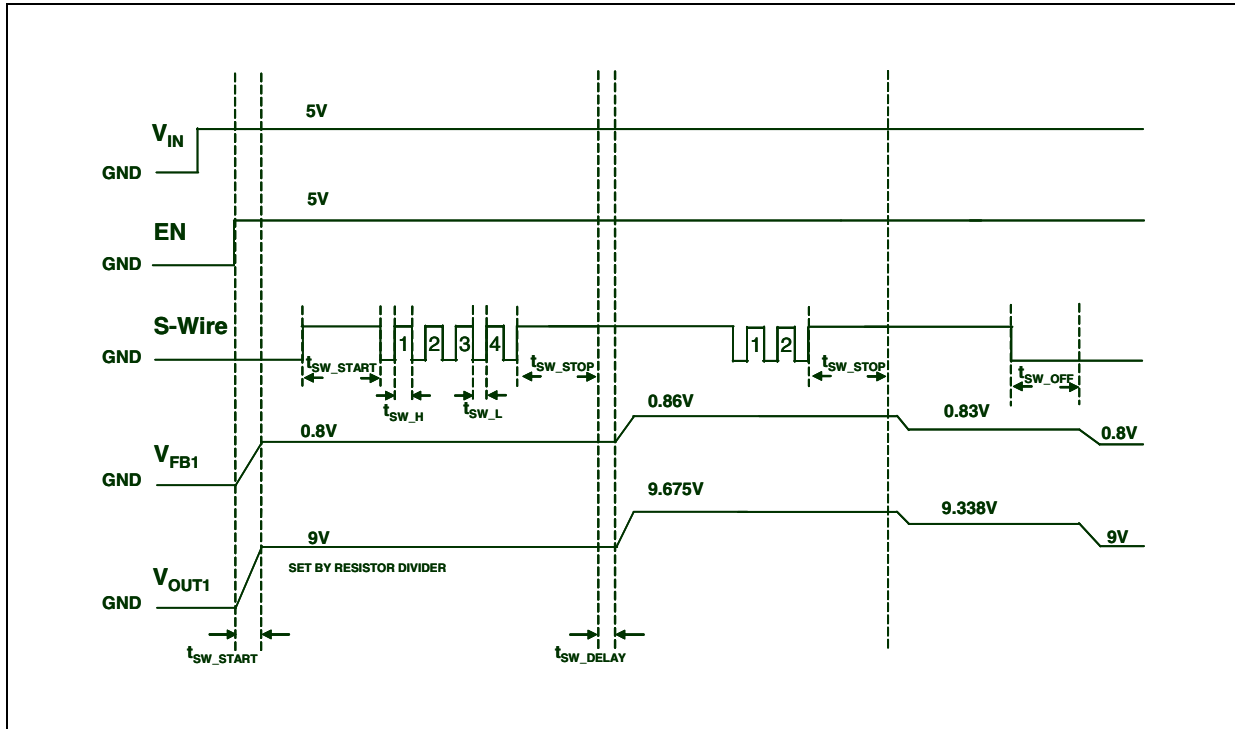 5V
V_IN
GND
5V
EN
GND
S-Wire
1 2 3 4 1 2
GND
t_SW_START t_SW_STOP t_SW_STOP t_SW_OFF
t_SW_H t_SW_L
0.8V 0.86V 0.83V 0.8V
V_FB1
GND
9.675V 9.338V
9V 9V
SET BY RESISTOR DIVIDER
V_OUT1
GND
t_SW_START t_SW_DELAY